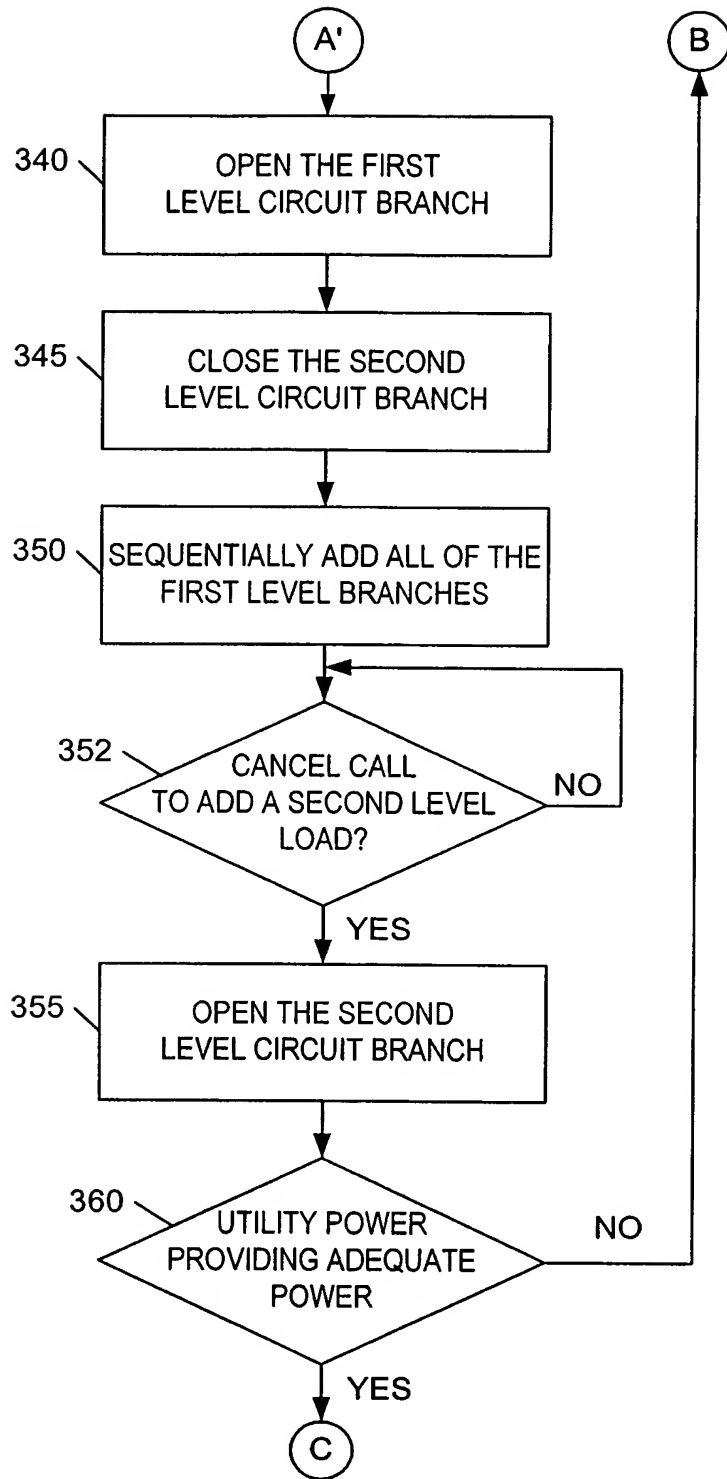 A'
B
340
OPEN THE FIRST
LEVEL CIRCUIT BRANCH
345
CLOSE THE SECOND
LEVEL CIRCUIT BRANCH
350
SEQUENTIALLY ADD ALL OF THE
FIRST LEVEL BRANCHES
352
CANCEL CALL
TO ADD A SECOND LEVEL
LOAD?
NO
YES
355
OPEN THE SECOND
LEVEL CIRCUIT BRANCH
360
UTILITY POWER
PROVIDING ADEQUATE
POWER
NO
YES
C